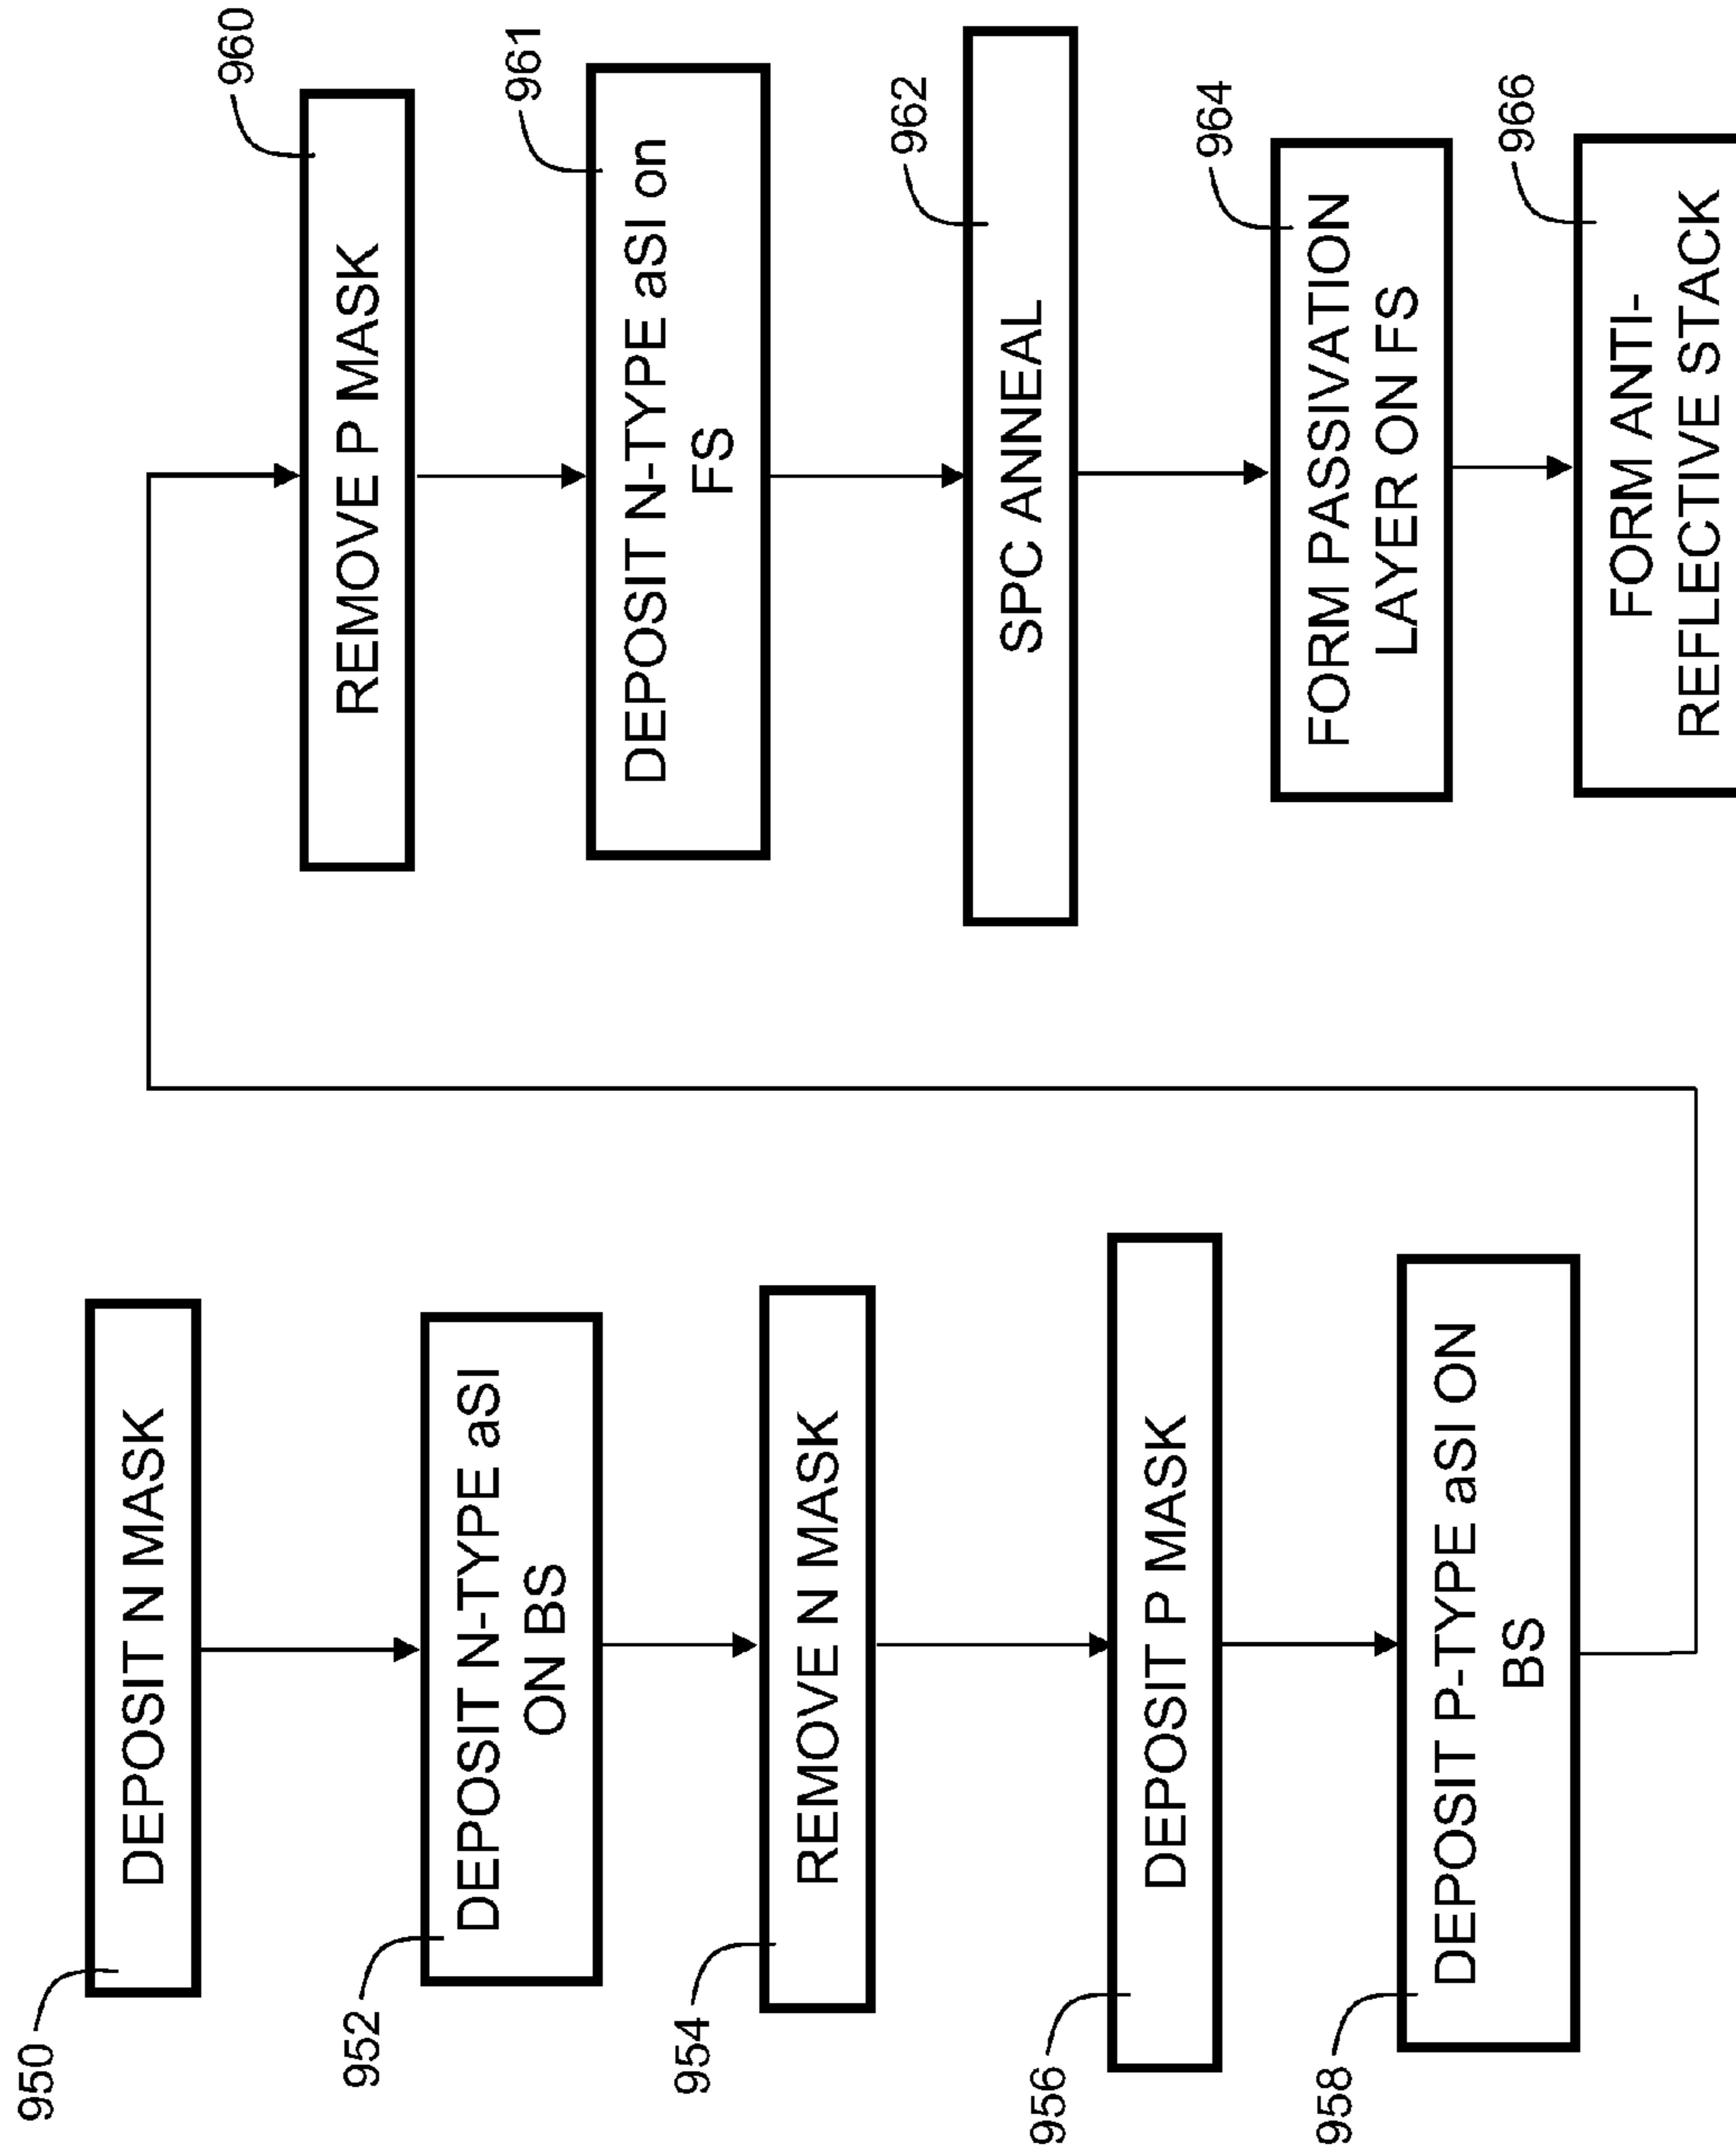 950
DEPOSIT N MASK
952
DEPOSIT N-TYPE aSI
ON BS
954
REMOVE N MASK
956
DEPOSIT P MASK
958
DEPOSIT P-TYPE aSI ON
BS
960
REMOVE P MASK
961
DEPOSIT N-TYPE aSI on
FS
962
SPC ANNEAL
964
FORM PASSIVATION
LAYER ON FS
966
FORM ANTI-
REFLECTIVE STACK